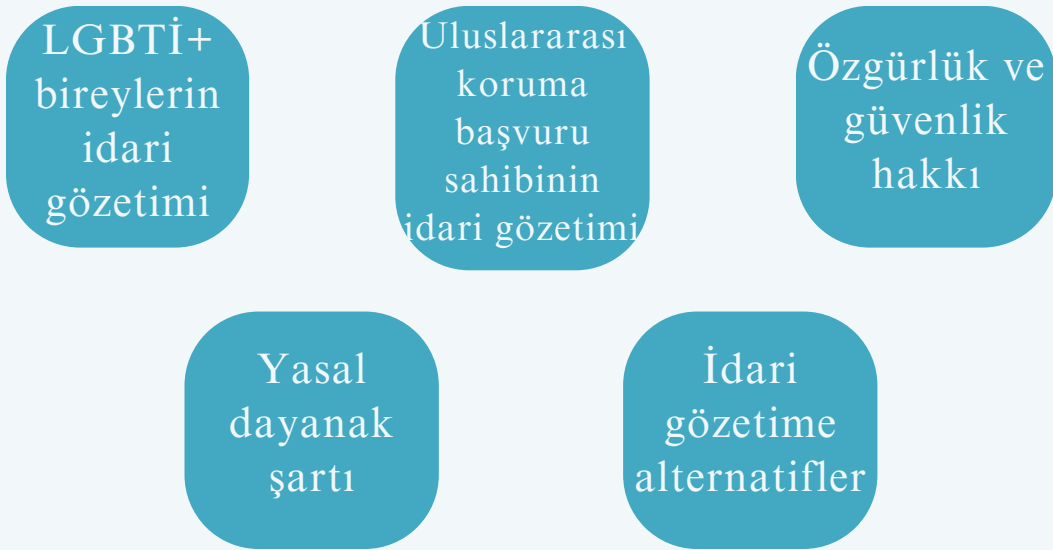 LGBTİ+
bireylerin
idari
gözetimi
Uluslararası
koruma
başvuru
sahibinin
idari gözetimi
Özgürlük ve
güvenlik
hakkı
Yasal
dayanak
şartı
İdari
gözetime
alternatifler